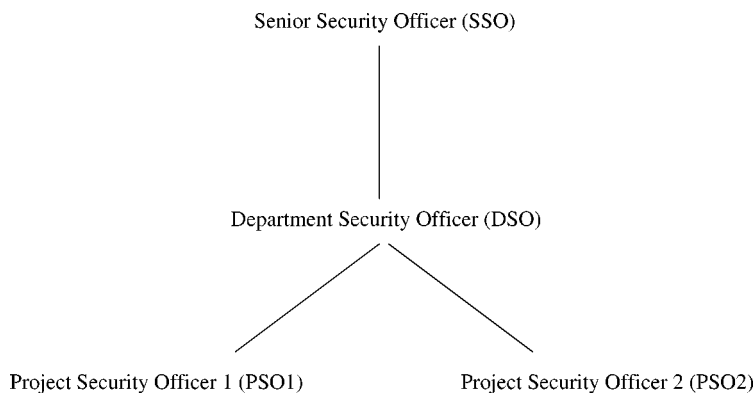 Senior Security Officer (SSO)
Department Security Officer (DSO)
Project Security Officer 1 (PSO1)
Project Security Officer 2 (PSO2)